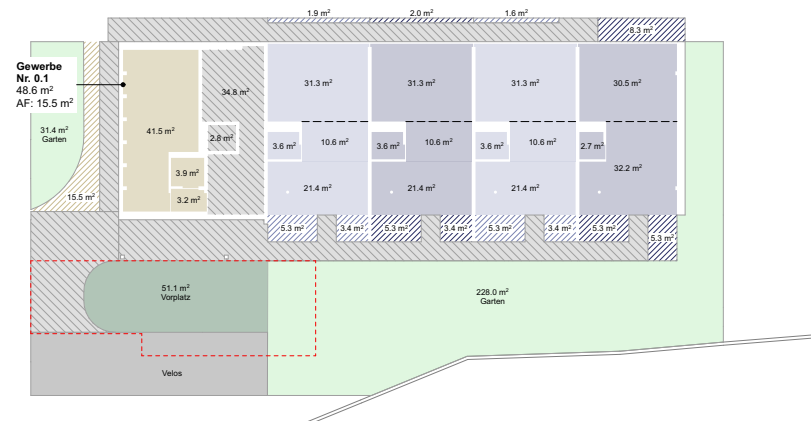 1.9 m²
2.0 m²
1.6 m²
8.3 m²
Gewerbe
Nr. 0.1
48.6 m²
AF: 15.5 m²
31.3 m²
31.3 m²
31.3 m²
30.5 m²
34.8 m²
31.4 m²
Garten
41.5 m²
2.8 m²
3.6 m²
10.6 m²
3.6 m²
10.6 m²
3.6 m²
10.6 m²
2.7 m²
32.2 m²
3.9 m²
3.2 m²
15.5 m²
21.4 m²
21.4 m²
21.4 m²
5.3 m²
3.4 m²
5.3 m²
3.4 m²
5.3 m²
3.4 m²
5.3 m²
5.3 m²
51.1 m²
Vorplatz
228.0 m²
Garten
Velos